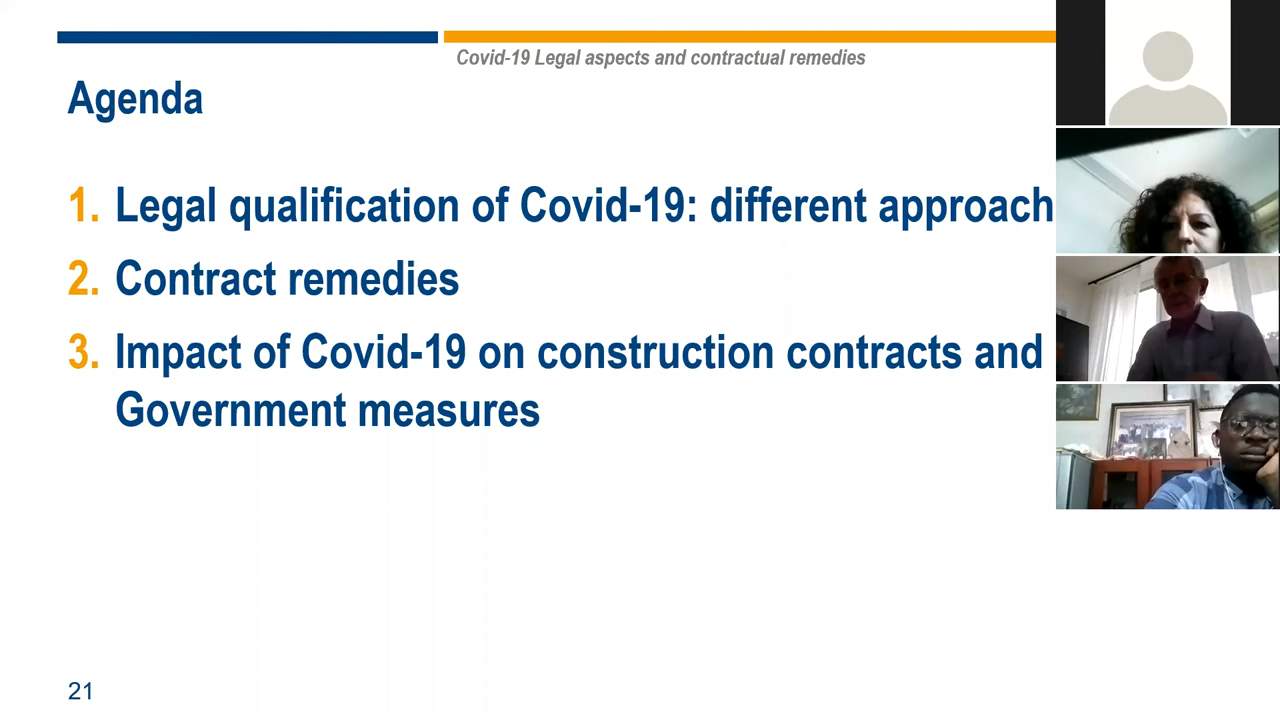 Covid-19 Legal aspects and contractual remedies
Agenda
1. Legal qualification of Covid-19: different approach
2. Contract remedies
3. Impact of Covid-19 on construction contracts and
Government measures
21